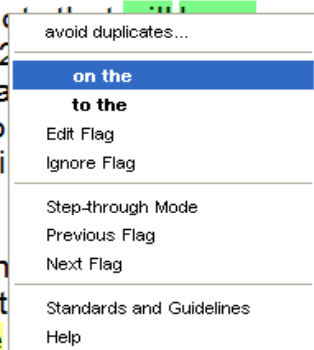 avoid duplicates...
on the
to the
Edit Flag
Ignore Flag
Step-through Mode
Previous Flag
Next Flag
Standards and Guidelines
Help